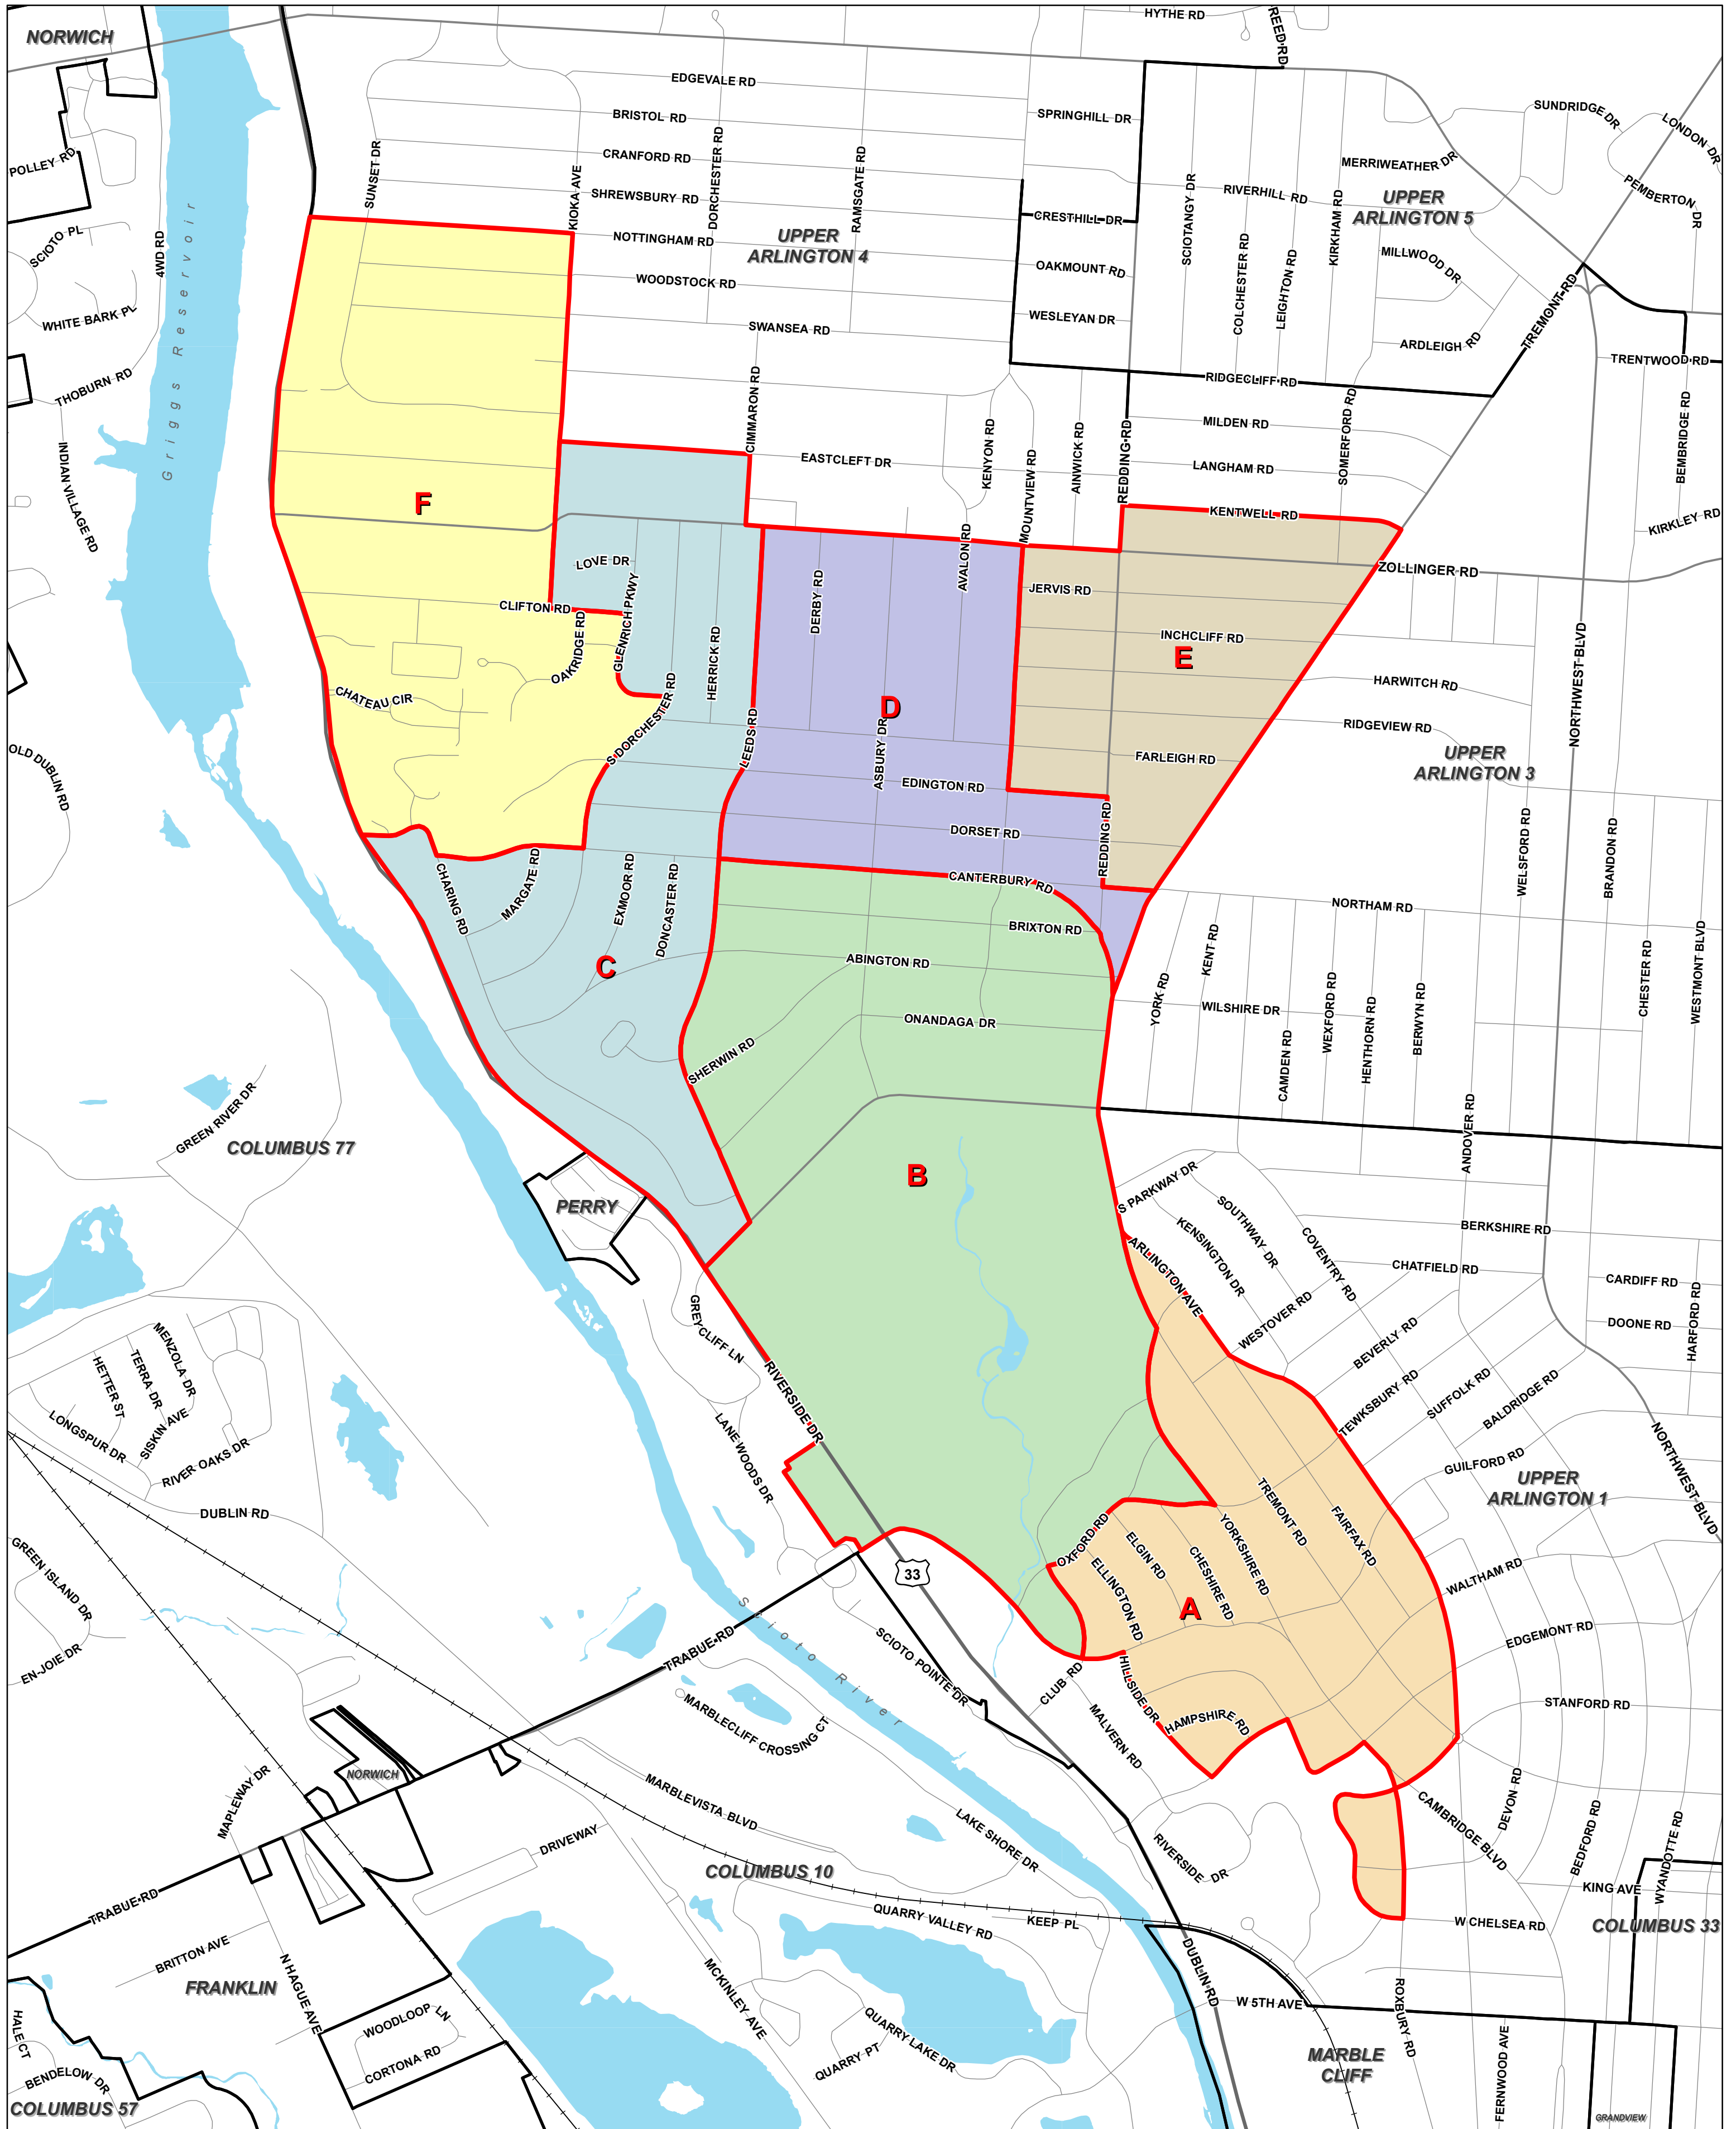 HYTHE RD
REED RD
NORWICH
EDGEVALE RD
SPRINGHILL DR
SUNDRIDGE DR
LONDON DR
BRISTOL RD
CRANFORD RD
SHREWSBURY RD
NOTTINGHAM RD
WOODSTOCK RD
SWANSEA RD
SUNSET DR
KIOKA AVE
DORCHESTER RD
RAMSGATE RD
UPPER
ARLINGTON 4
CRESTHILL DR
OAKMOUNT RD
WESLEYAN DR
SCIOTANGY DR
RIVERHILL RD
MERRIWEATHER DR
UPPER
ARLINGTON 5
PEMBERTON DR
COLCHESTER RD
LEIGHTON RD
KIRKHAM RD
MILLWOOD DR
ARDLEIGH RD
TREMONT RD
TRENTWOOD RD
POLLEY RD
SCIOTO PL
4WD RD
WHITE BARK PL
THOBURN RD
INDIAN VILLAGE RD
Griggs Reservoir
RIDGECLIFF RD
MILDEN RD
LANGHAM RD
SOMERFORD RD
BEMBRIDGE RD
KIRKLEY RD
CIMMARON RD
EASTCLEFT DR
KENYON RD
MOUNTVIEW RD
AINWICK RD
REDDING RD
KENTWELL RD
ZOLLINGER RD
F
LOVE DR
CLIFTON RD
OAKRIDGE RD
GLENRICH PKWY
HERRICK RD
S DORCHESTER RD
LEEDS RD
DERBY RD
ASBURY DR
AVALON RD
D
JERVIS RD
INCHCLIFF RD
E
HARWITCH RD
RIDGEVIEW RD
FARLEIGH RD
UPPER
ARLINGTON 3
NORTHWEST BLVD
CHATEAU CIR
OLD DUBLIN RD
EDINGTON RD
DORSET RD
REDDING RD
CANTERBURY RD
BRIXTON RD
ABINGTON RD
ONANDAGA DR
SHERWIN RD
CHARING RD
MARGATE RD
EXMOOR RD
DONCASTER RD
C
NORTHAM RD
WELSFORD RD
BRANDON RD
CHESTER RD
WESTMONT BLVD
YORK RD
KENT RD
WILSHIRE DR
CAMDEN RD
WEXFORD RD
HENTHORN RD
BERWYN RD
ANDOVER RD
GREEN RIVER DR
COLUMBUS 77
PERRY
B
S PARKWAY DR
KENSINGTON DR
SOUTHWAY DR
COVENTRY RD
BERKSHIRE RD
CHATFIELD RD
CARDIFF RD
DOONE RD
HARFORD RD
ARLINGTON AVE
WESTOVER RD
BEVERLY RD
TEWKSBURY RD
SUFFOLK RD
BALDRIDGE RD
GUILFORD RD
UPPER
ARLINGTON 1
NORTHWEST BLVD
GREY CLIFF LN
RIVERSIDE DR
LANE WOODS DR
HETTER ST
TERRA DR
MENZOLA DR
SISKIN AVE
LONGSPUR DR
RIVER OAKS DR
DUBLIN RD
GREEN ISLAND DR
EN-JOIE DR
33
Scioto River
OXFORD RD
ELGIN RD
ELLINGTON RD
CHESHIRE RD
YORKSHIRE RD
TREMONT RD
FAIRFAX RD
A
WALTHAM RD
EDGEMONT RD
STANFORD RD
TRABUE RD
SCIOTO POINTE DR
CLUB RD
MALVERN RD
HILLSIDE DR
HAMPSHIRE RD
MARBLECLIFF CROSSING CT
NORWICH
MAPLEWAY DR
MARBLEVISTA BLVD
DRIVEWAY
LAKE SHORE DR
COLUMBUS 10
RIVERSIDE DR
CAMBRIDGE BLVD
DEVON RD
BEDFORD RD
WYANDOTTE RD
KING AVE
COLUMBUS 33
W CHELSEA RD
TRABUE RD
BRITTON AVE
FRANKLIN
N HAGUE AVE
WOODLOOP LN
CORTONA RD
QUARRY VALLEY RD
KEEP PL
MCKINLEY AVE
QUARRY PT
QUARRY LAKE DR
DUBLIN RD
W 5TH AVE
ROXBURY RD
MARBLE
CLIFF
FERNWOOD AVE
GRANDVIEW
HALE CT
BENDELOW DR
COLUMBUS 57